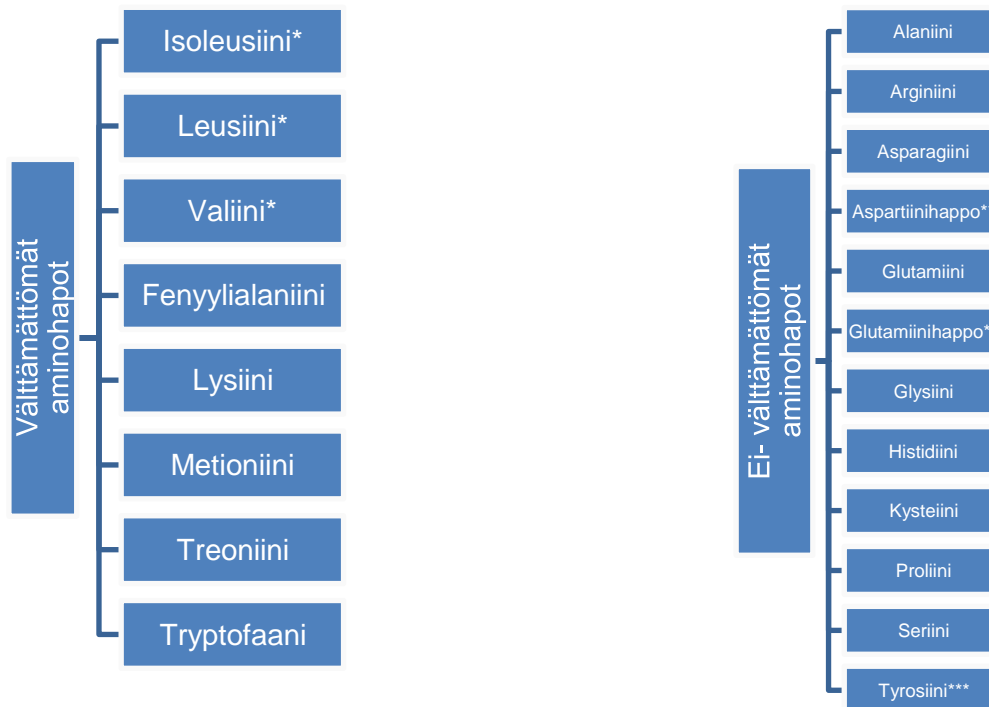 Välttämättömät
aminohapot
Isoleusiini*
Leusiini*
Valiini*
Fenyylialaniini
Lysiini
Metioniini
Treoniini
Tryptofaani
Ei- välttämättömät
aminohapot
Alaniini
Arginiini
Asparagiini
Aspartiinihappo**
Glutamiini
Glutamiinihappo*
Glysiini
Histidiini
Kysteiini
Proliini
Seriini
Tyrosiini***